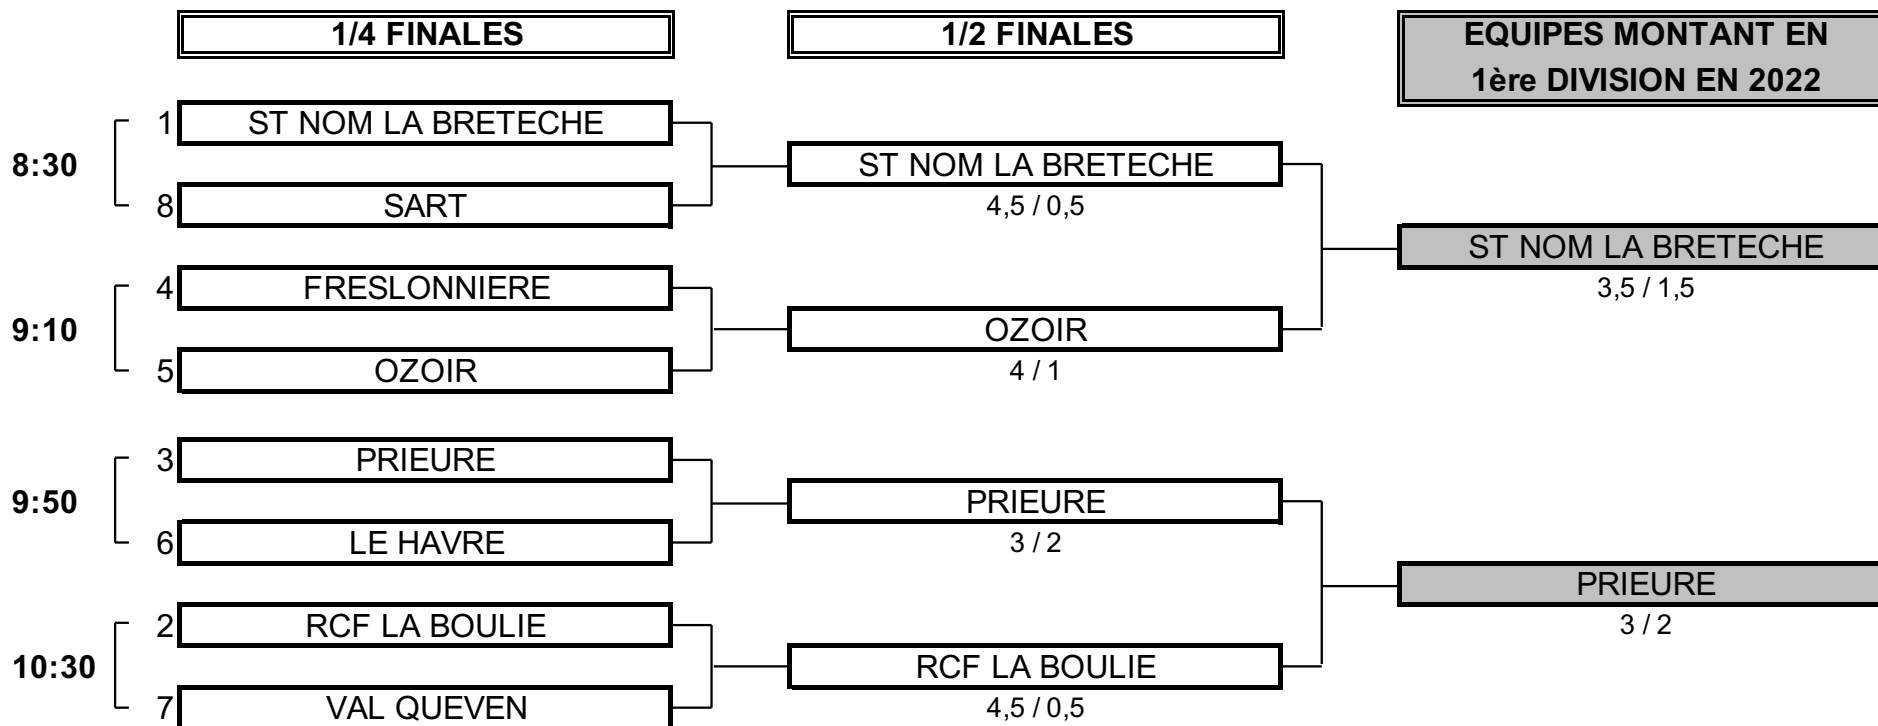 1/4 FINALES
1/2 FINALES
EQUIPES MONTANT EN
1ère DIVISION EN 2022
8:30
1 ST NOM LA BRETECHE
8 SART
ST NOM LA BRETECHE
4,5 / 0,5
9:10
4 FRESLONNIERE
5 OZOIR
OZOIR
4 / 1
ST NOM LA BRETECHE
3,5 / 1,5
9:50
3 PRIEURE
6 LE HAVRE
PRIEURE
3 / 2
10:30
2 RCF LA BOULIE
7 VAL QUEVEN
RCF LA BOULIE
4,5 / 0,5
PRIEURE
3 / 2